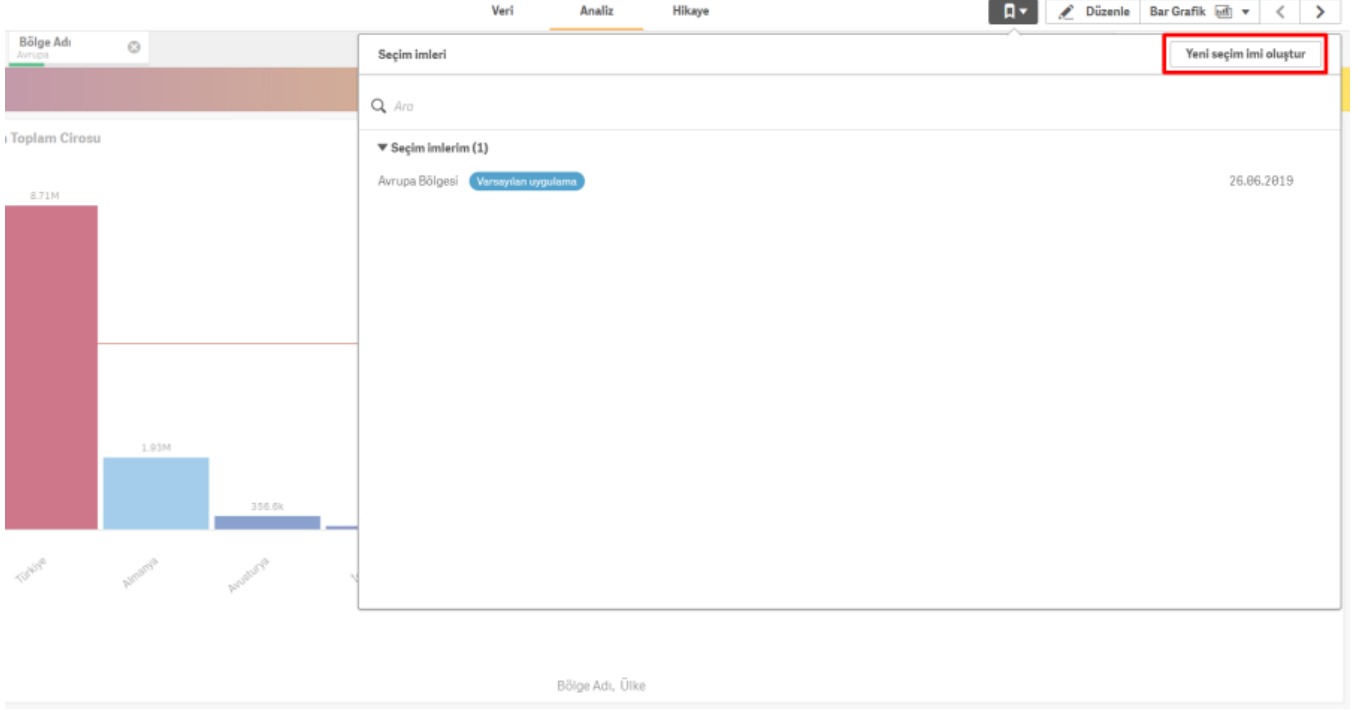 Veri Analiz Hikaye Düzenle Bar Grafik
Bölge Adı
Avrupa
Seçim imleri Yeni seçim imi oluştur
Ara
Toplam Cirosu
Seçim imlerim (1)
Avrupa Bölgesi Varsayılan uygulama 26.06.2019
8.71M
1.93M
356.6k
Türkiye Almanya Avusturya
Bölge Adı, Ülke